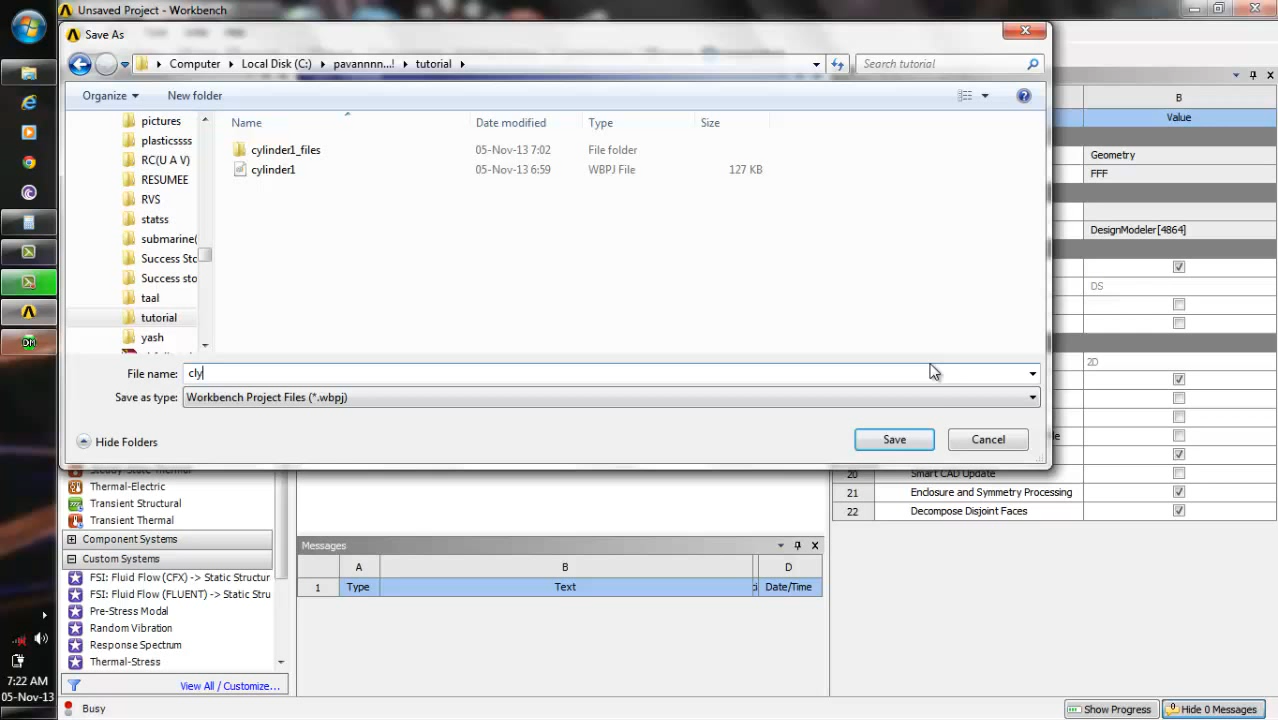 Unsaved Project - Workbench
Save As
Computer
Local Disk (C:)
pavannnn...!
tutorial
Search tutorial
Organize
New folder
Name
Date modified
Type
Size
pictures
plasticssss
RC(U A V)
RESUMEE
RVS
statss
submarine(
Success Stc
Success sto
taal
tutorial
yash
cylinder1_files
05-Nov-13 7:02
File folder
cylinder1
05-Nov-13 6:59
WBPJ File
127 KB
File name:
cly
Save as type:
Workbench Project Files (*.wbpj)
Hide Folders
Save
Cancel
B
Value
Geometry
FFF
DesignModeler[4864]
DS
2D
20
Smart CAD Update
21
Enclosure and Symmetry Processing
22
Decompose Disjoint Faces
Steady-State Thermal
Thermal-Electric
Transient Structural
Transient Thermal
Component Systems
Custom Systems
FSI: Fluid Flow (CFX) -> Static Structur
FSI: Fluid Flow (FLUENT) -> Static Stru
Pre-Stress Modal
Random Vibration
Response Spectrum
Thermal-Stress
View All / Customize...
Messages
A
B
D
1
Type
Text
Date/Time
Busy
Show Progress
Hide 0 Messages
DM
7:22 AM
05-Nov-13